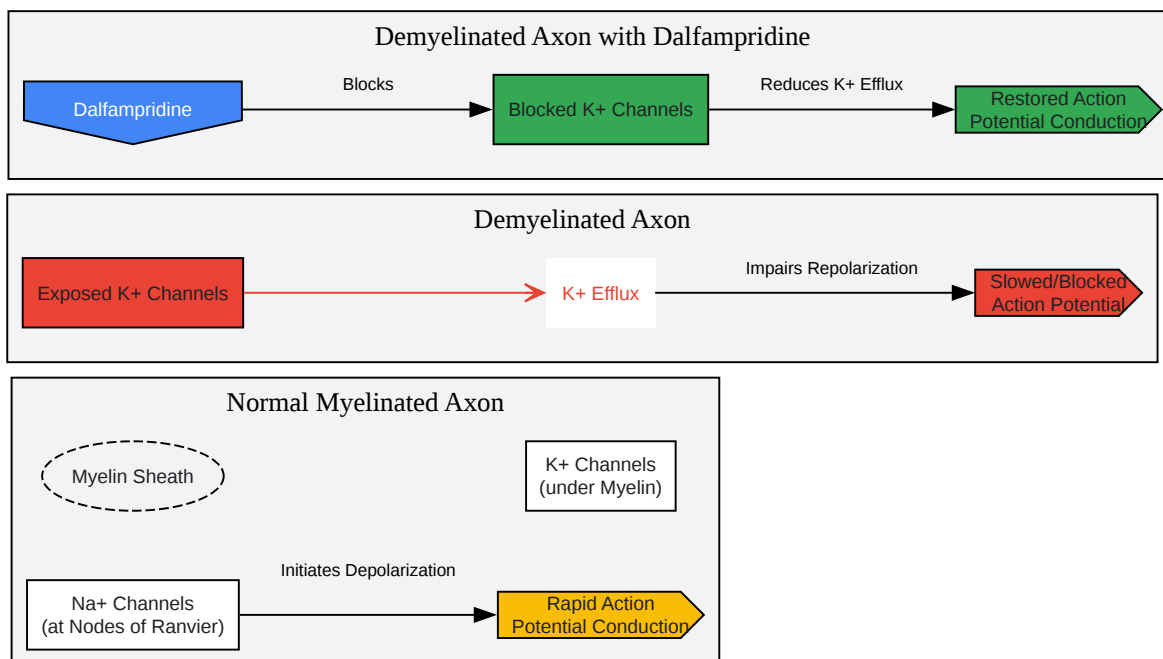 Demyelinated Axon with Dalfampridine
Dalfampridine
Blocks
Blocked K+ Channels
Reduces K+ Efflux
Restored Action
Potential Conduction
Demyelinated Axon
Exposed K+ Channels
K+ Efflux
Impairs Repolarization
Slowed/Blocked
Action Potential
Normal Myelinated Axon
Myelin Sheath
K+ Channels
(under Myelin)
Na+ Channels
(at Nodes of Ranvier)
Initiates Depolarization
Rapid Action
Potential Conduction